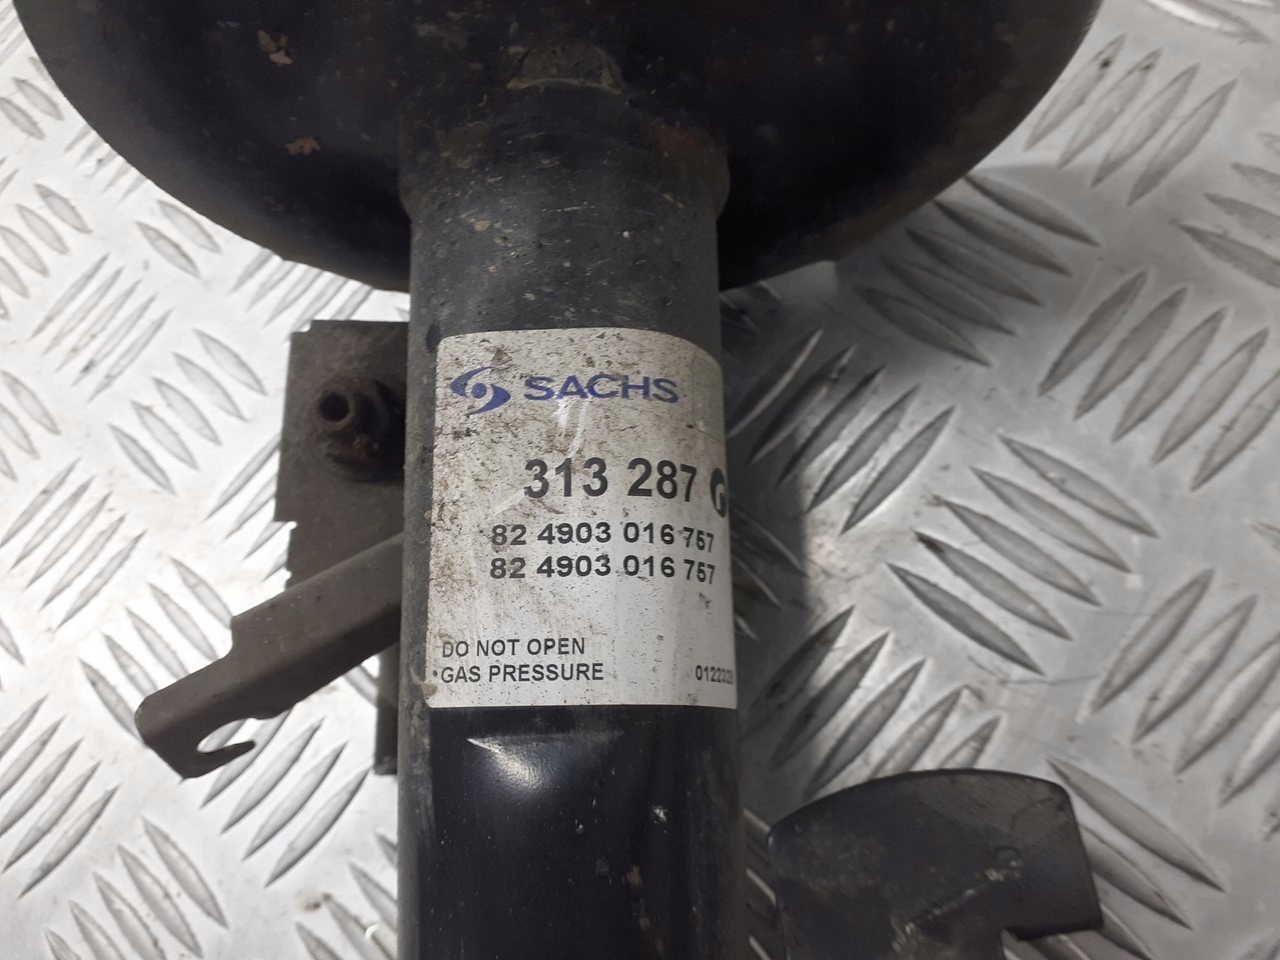 SACHS
313 287
82 4903 016 757
82 4903 016 757
DO NOT OPEN
GAS PRESSURE